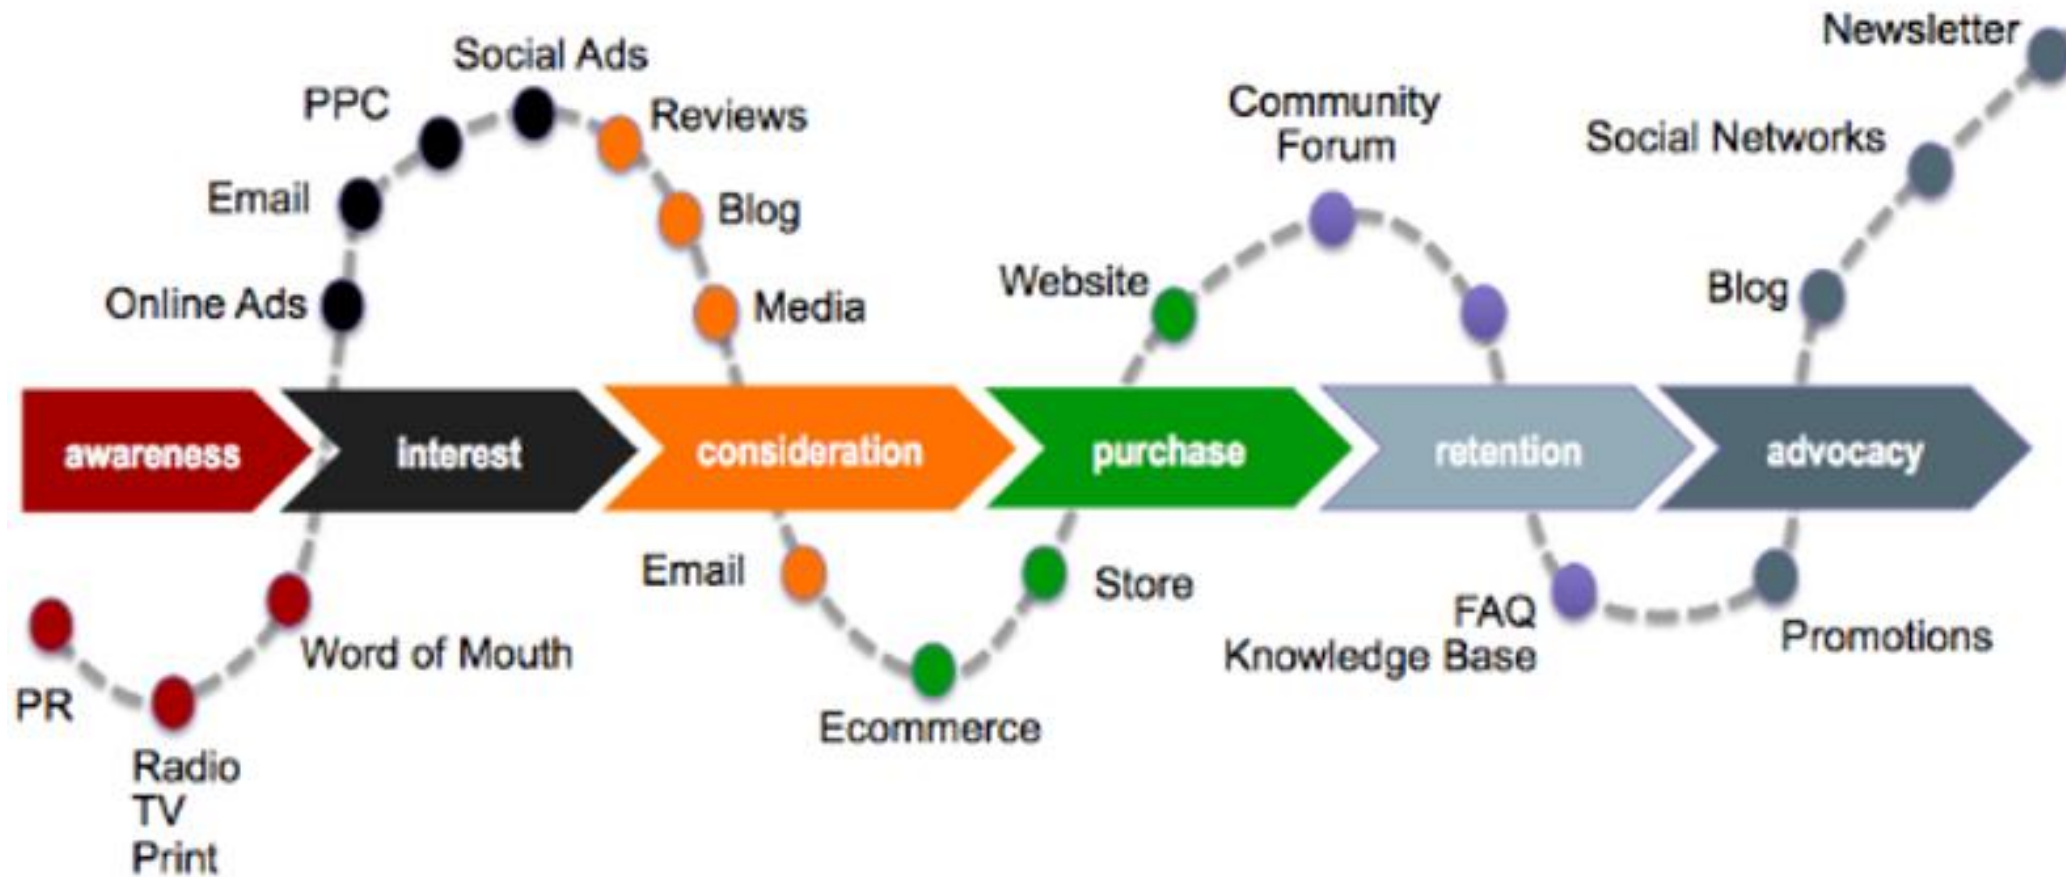 Newsletter
Social Ads
PPC
Reviews
Community
Forum
Social Networks
Email
Blog
Website
Blog
Online Ads
Media
awareness
interest
consideration
purchase
retention
advocacy
Email
Store
FAQ
Knowledge Base
Promotions
Word of Mouth
PR
Ecommerce
Radio
TV
Print